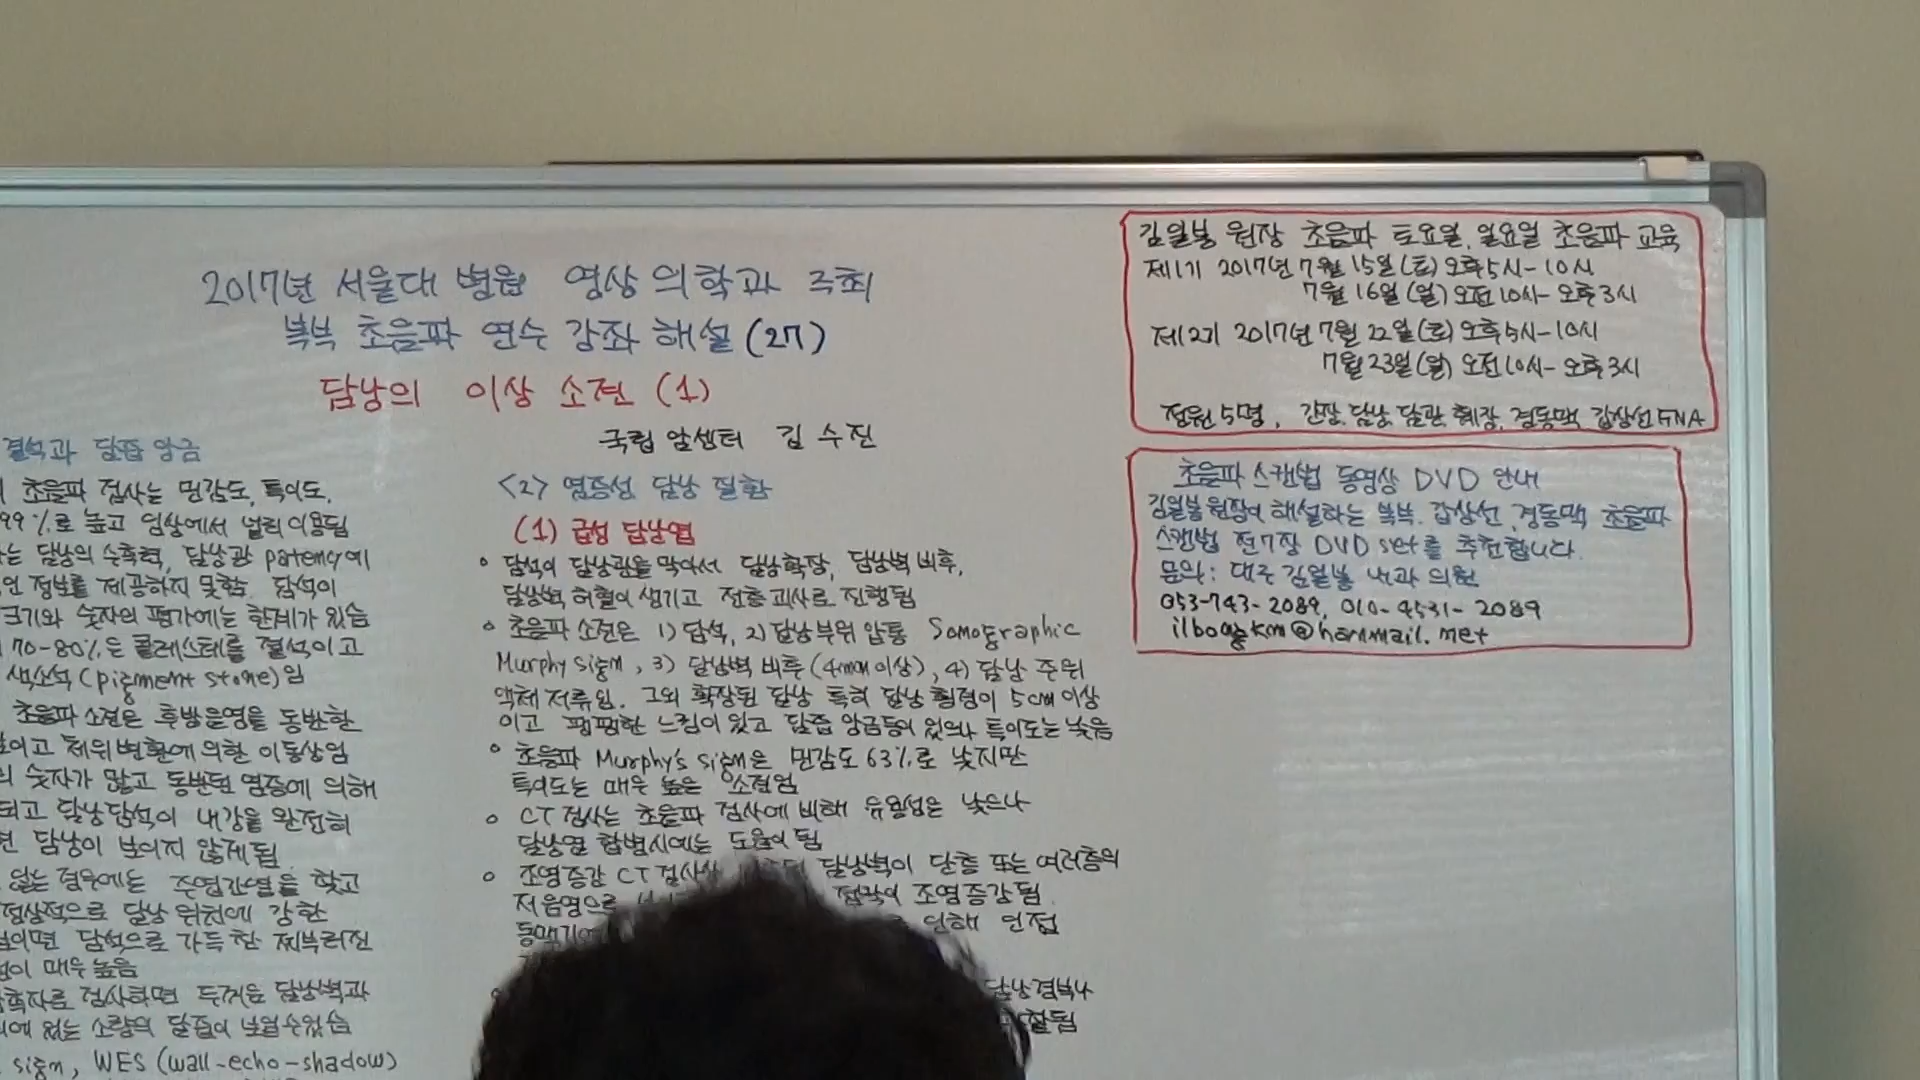 2017년 서울대 병원 영상의학과 주최
복부 초음파 연수 강좌 해설 (27)
담낭의 이상 소견 (1)
국립 암센터 김수진
결석과 담즙 앙금
초음파 검사는 민감도, 특이도,
99%로 높고 임상에서 널리 이용됨
는 담낭의 수축력, 담낭관 patency에
인 정보를 제공하지 못함. 담석이
크기와 숫자의 평가에는 한계가 있음
70-80%는 콜레스테롤 결석이고
색소석 (pigment stone)임
초음파 소견은 후방음영을 동반한
보이고 체위변환에 의한 이동상임
의 숫자가 많고 동반된 염증에 의해
되고 담낭담석이 내강을 완전히
면 담낭이 보이지 않게됨
없는 경우에는 주엽간열을 찾고
정상적으로 담낭 위치에 강한
보이면 담석으로 가득찬 찌부러진
이 매우 높음
검사하면 두꺼운 담낭벽과
에 있는 소량의 담즙이 보일수있음
sign, WES (wall-echo-shadow)
<2> 염증성 담낭 질환
(1) 급성 담낭염
◦ 담석이 담낭관을 막아서 담낭확장, 담낭벽 비후,
담낭벽 허혈이 생기고 전층괴사로 진행됨
◦ 초음파 소견은 1) 담석, 2) 담낭부위 압통 Sonographic
Murphy sign, 3) 담낭벽 비후 (4mm이상), 4) 담낭 주위
액체 저류임. 그외 확장된 담낭 특히 담낭 횡경이 5cm이상
이고 팽팽한 느낌이 있고 담즙 앙금등이 있으나 특이도는 낮음
◦ 초음파 Murphy's sign은 민감도 63%로 낮지만
특이도는 매우 높은 소견임
◦ CT 검사는 초음파 검사에 비해 유용성은 낮으나
담낭염 합병시에는 도움이 됨
◦ 조영증강 CT 검사상 담낭벽이 단층 또는 여러층의
저음영으로 점막이 조영증강됨
동맥기에 인해 인접
담낭경부나
김일봉 원장 초음파 토요일, 일요일 초음파 교육
제1기 2017년 7월 15일(토) 오후5시-10시
7월 16일(일) 오전10시-오후3시
제2기 2017년 7월 22일(토) 오후5시-10시
7월 23일(일) 오전10시-오후3시
정원 5명, 간장, 담낭, 담관, 췌장, 경동맥, 갑상선 FNA
초음파 스캔법 동영상 DVD 안내
김일봉 원장이 해설하는 복부, 갑상선, 경동맥 초음파
스캔법 전7장 DVD set를 추천합니다.
문의: 대구 김일봉 내과 의원
053-743-2089, 010-4531-2089
ilbongkm@hanmail.net